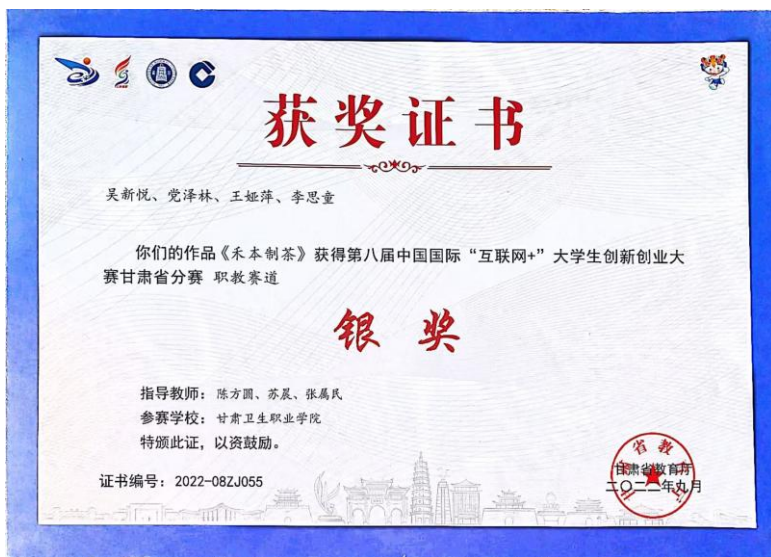 获奖证书
吴新悦、党泽林、王娅萍、李思童
你们的作品《禾本制茶》获得第八届中国国际“互联网+”大学生创新创业大
赛甘肃省分赛 职教赛道
银奖
指导教师：陈方圆、苏晨、张属民
参赛学校：甘肃卫生职业学院
特颁此证，以资鼓励。
甘肃省教育厅
证书编号：2022-08ZJ055
二〇二二年九月